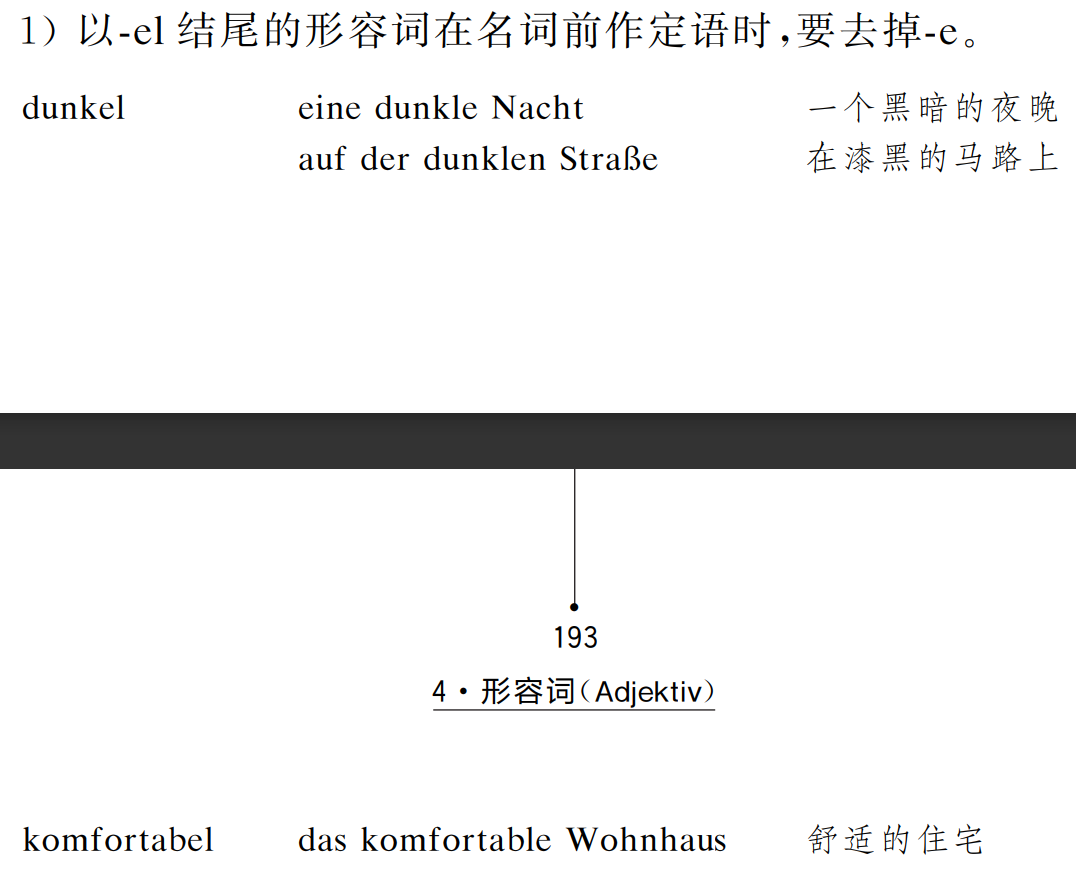 1) 以-el 结尾的形容词在名词前作定语时,要去掉-e。
dunkel eine dunkle Nacht 一个黑暗的夜晚
auf der dunklen Straße 在漆黑的马路上
193
4·形容词(Adjektiv)
komfortabel das komfortable Wohnhaus 舒适的住宅